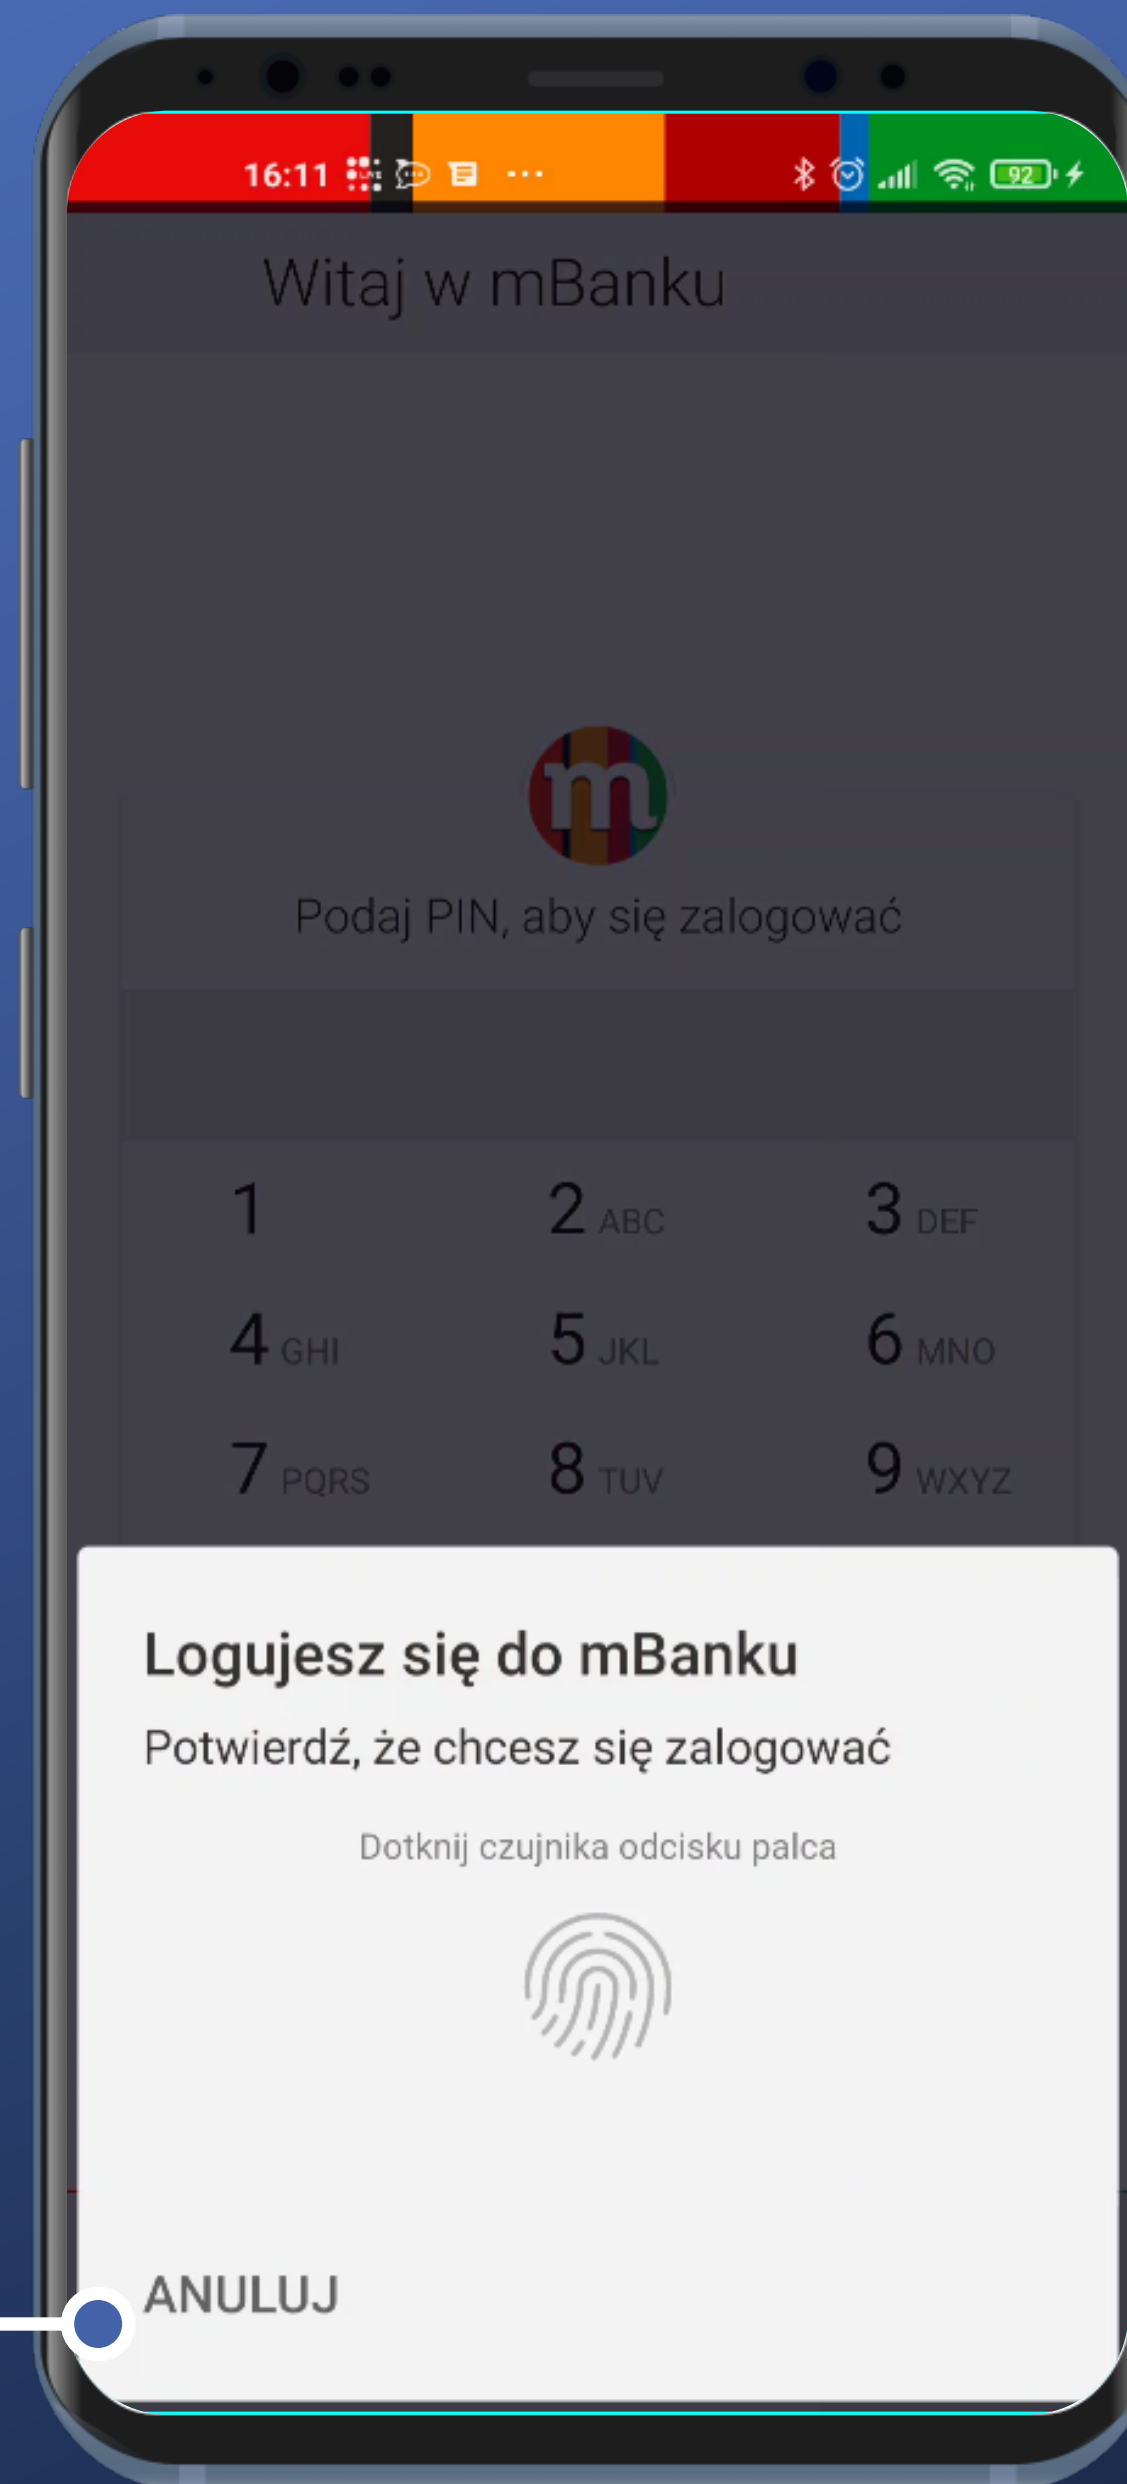 16:11 LIVE ... 92
Witaj w mBanku
m
Podaj PIN, aby się zalogować
1 2 ABC 3 DEF
4 GHI 5 JKL 6 MNO
7 PQRS 8 TUV 9 WXYZ
Logujesz się do mBanku
Potwierdź, że chcesz się zalogować
Dotknij czujnika odcisku palca
ANULUJ